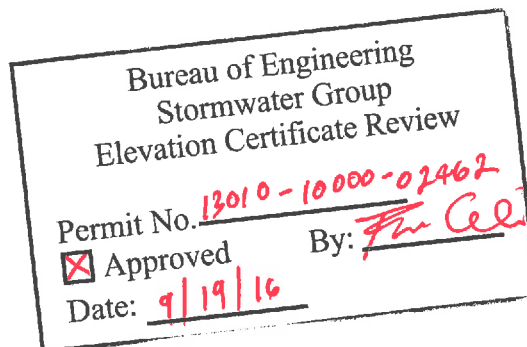 Bureau of Engineering
Stormwater Group
Elevation Certificate Review
Permit No. 13010-10000-02462
Approved By:
Date: 9/19/16